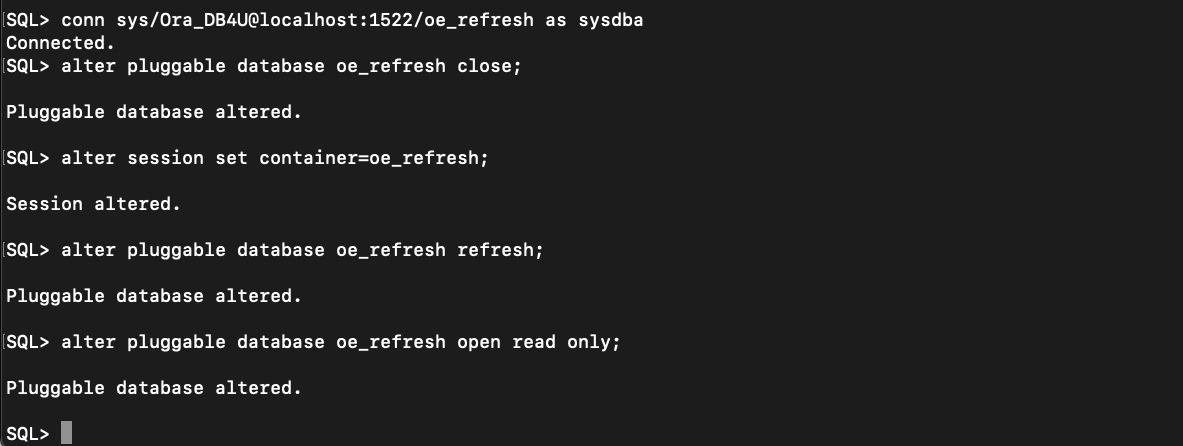 SQL> conn sys/Ora_DB4U@localhost:1522/oe_refresh as sysdba
Connected.
SQL> alter pluggable database oe_refresh close;
Pluggable database altered.
SQL> alter session set container=oe_refresh;
Session altered.
SQL> alter pluggable database oe_refresh refresh;
Pluggable database altered.
SQL> alter pluggable database oe_refresh open read only;
Pluggable database altered.
SQL>